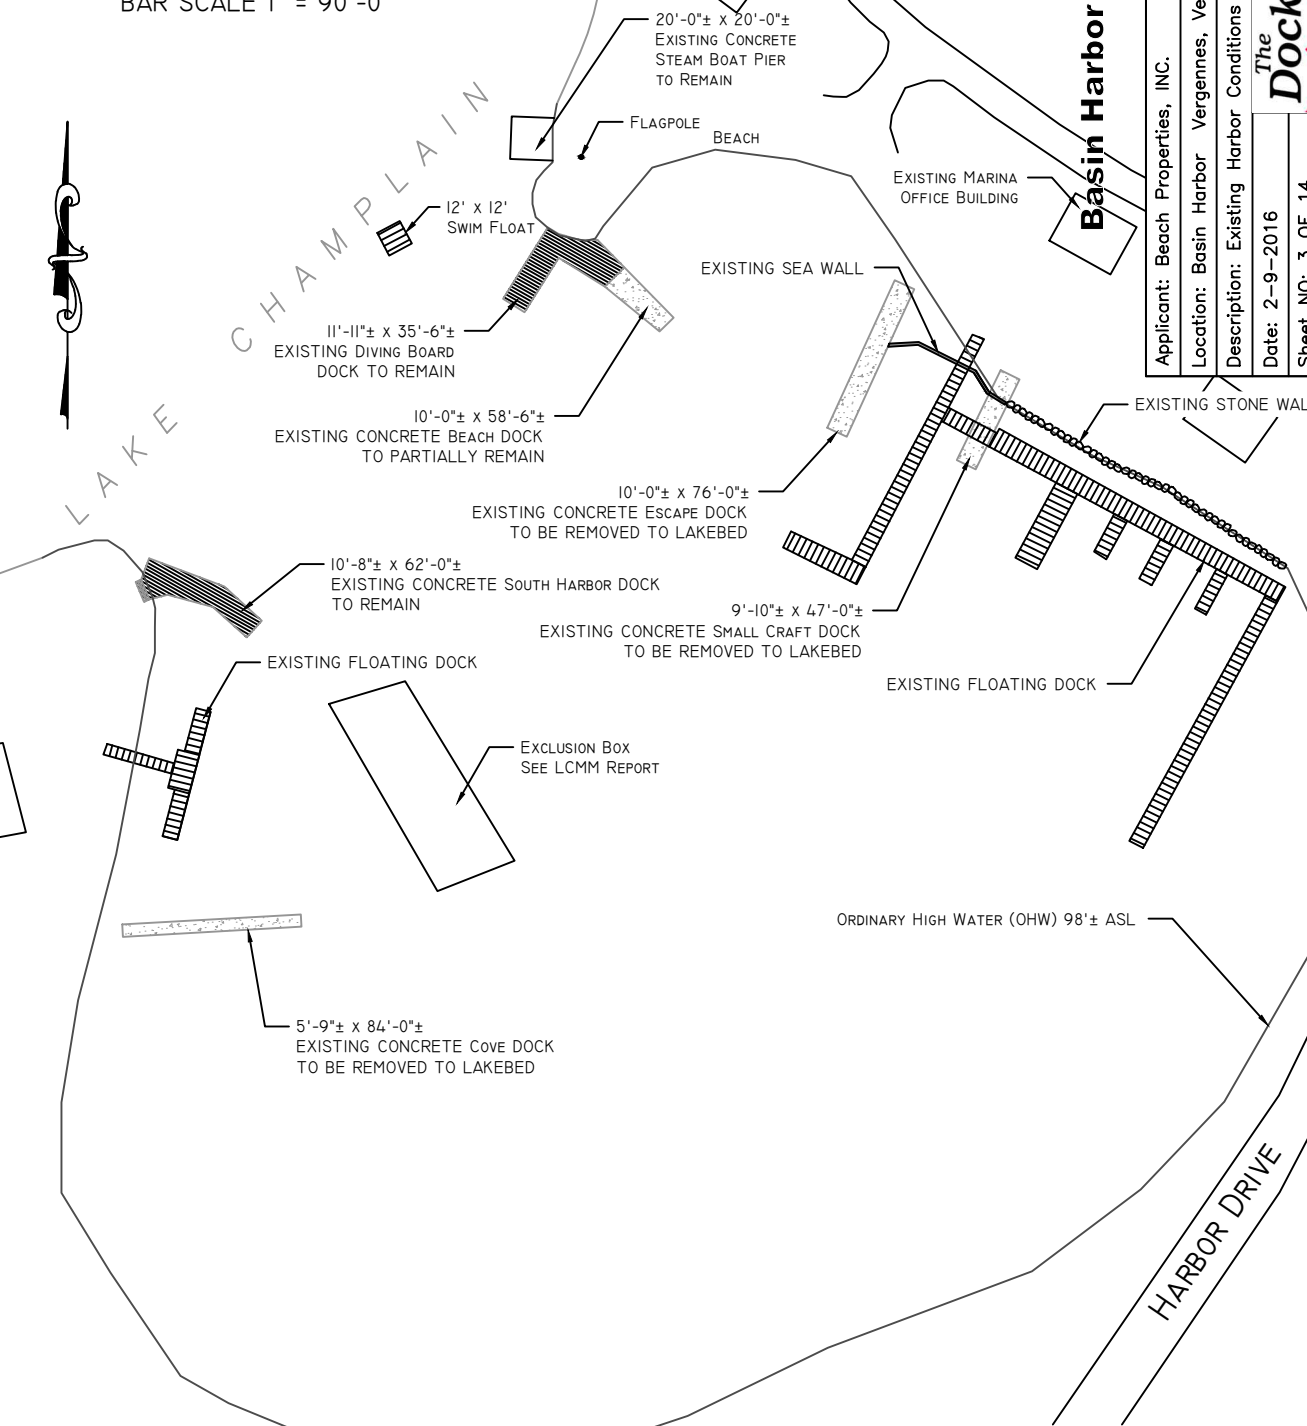 BAR SCALE 1" = 90'-0"
20'-0"± x 20'-0"±
EXISTING CONCRETE
STEAM BOAT PIER
TO REMAIN
FLAGPOLE
BEACH
EXISTING MARINA
OFFICE BUILDING
12' x 12'
SWIM FLOAT
LAKE CHAMPLAIN
EXISTING SEA WALL
11'-11"± x 35'-6"±
EXISTING DIVING BOARD
DOCK TO REMAIN
10'-0"± x 58'-6"±
EXISTING CONCRETE BEACH DOCK
TO PARTIALLY REMAIN
EXISTING STONE WAL
10'-0"± x 76'-0"±
EXISTING CONCRETE ESCAPE DOCK
TO BE REMOVED TO LAKEBED
10'-8"± x 62'-0"±
EXISTING CONCRETE SOUTH HARBOR DOCK
TO REMAIN
9'-10"± x 47'-0"±
EXISTING CONCRETE SMALL CRAFT DOCK
TO BE REMOVED TO LAKEBED
EXISTING FLOATING DOCK
EXISTING FLOATING DOCK
EXCLUSION BOX
SEE LCMM REPORT
ORDINARY HIGH WATER (OHW) 98'± ASL
5'-9"± x 84'-0"±
EXISTING CONCRETE COVE DOCK
TO BE REMOVED TO LAKEBED
HARBOR DRIVE
Basin Harbor
Applicant: Beach Properties, INC.
Location: Basin Harbor Vergennes, Ve
Description: Existing Harbor Conditions
Date: 2-9-2016
Sheet NO: 3 OF 14
The
Dock